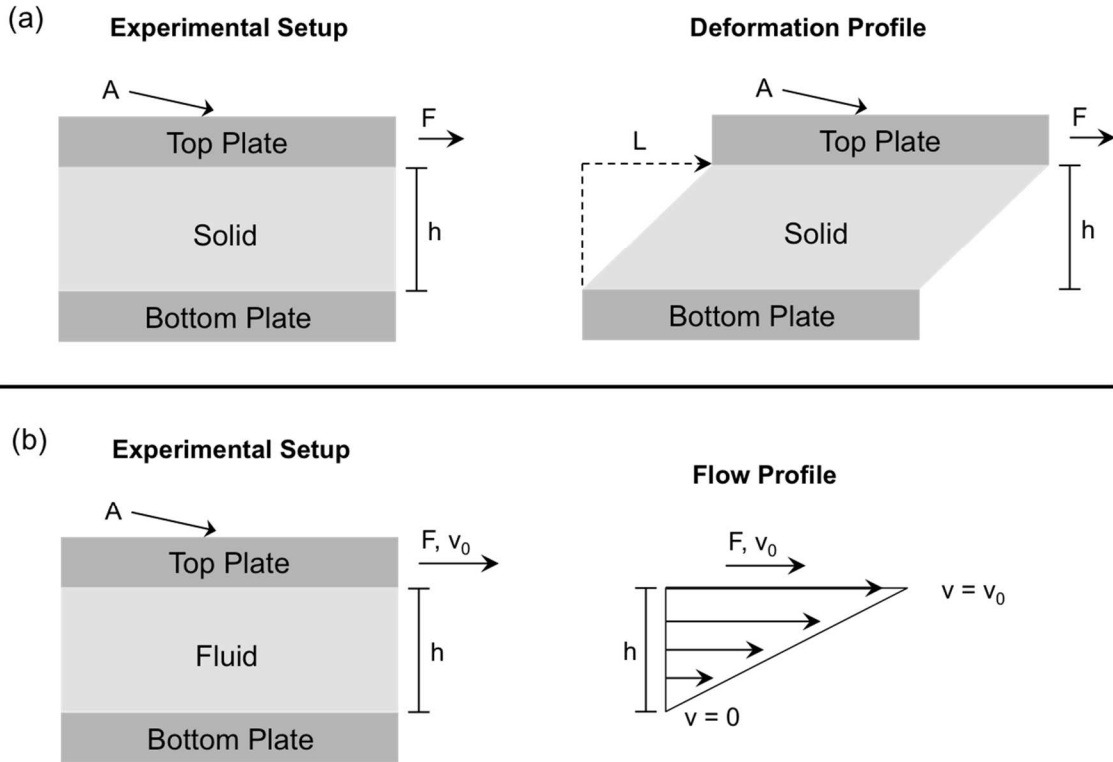 (a)
Experimental Setup
Deformation Profile
A
A
F
F
Top Plate
Top Plate
L
Solid
h
Solid
h
Bottom Plate
Bottom Plate
(b)
Experimental Setup
Flow Profile
A
F, v₀
F, v₀
Top Plate
v = v₀
Fluid
h
h
v = 0
Bottom Plate